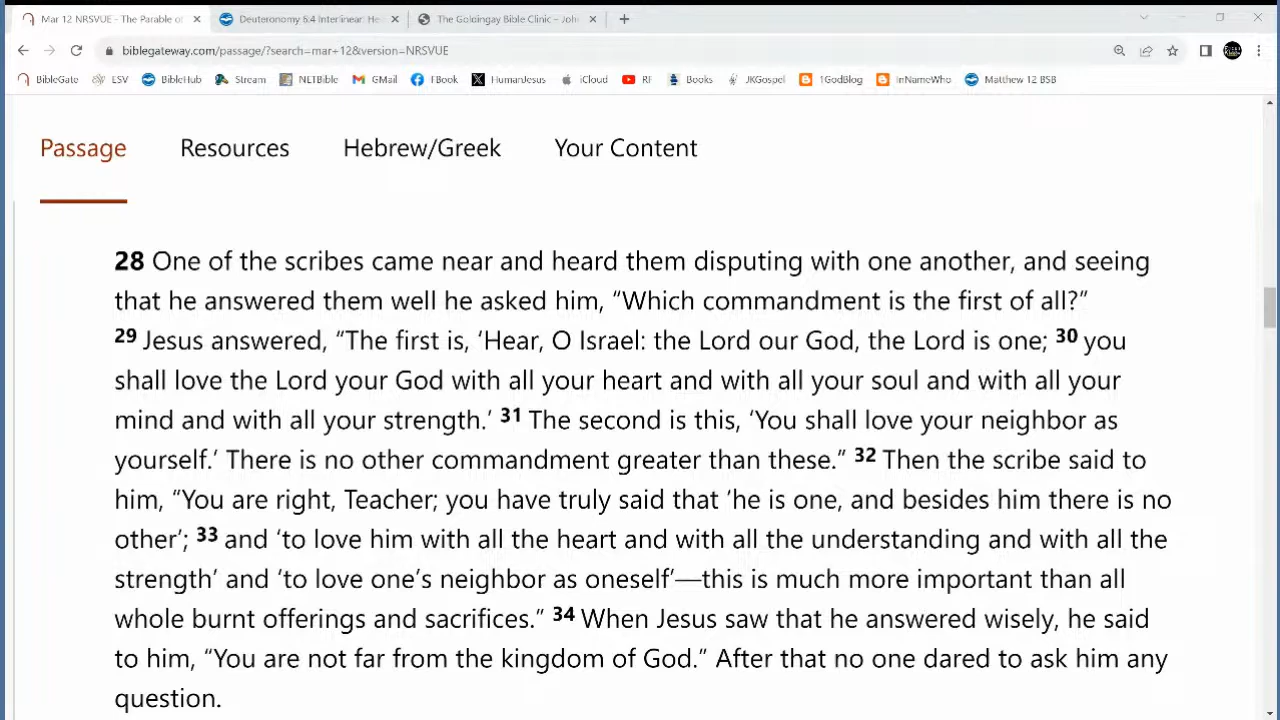 Mar 12 NRSVUE - The Parable of
Deuteronomy 6:4 Interlinear: He
The Goldingay Bible Clinic – Joh
biblegateway.com/passage/?search=mar+12&version=NRSVUE
BibleGate LSV BibleHub Stream NLTBible GMail FBook HumanJesus iCloud RF Books JKGospel 1GodBlog InNameWho Matthew 12 BSB
Passage Resources Hebrew/Greek Your Content
28 One of the scribes came near and heard them disputing with one another, and seeing
that he answered them well he asked him, “Which commandment is the first of all?”
29 Jesus answered, “The first is, ‘Hear, O Israel: the Lord our God, the Lord is one; 30 you
shall love the Lord your God with all your heart and with all your soul and with all your
mind and with all your strength.’ 31 The second is this, ‘You shall love your neighbor as
yourself.’ There is no other commandment greater than these.” 32 Then the scribe said to
him, “You are right, Teacher; you have truly said that ‘he is one, and besides him there is no
other’; 33 and ‘to love him with all the heart and with all the understanding and with all the
strength’ and ‘to love one’s neighbor as oneself’—this is much more important than all
whole burnt offerings and sacrifices.” 34 When Jesus saw that he answered wisely, he said
to him, “You are not far from the kingdom of God.” After that no one dared to ask him any
question.